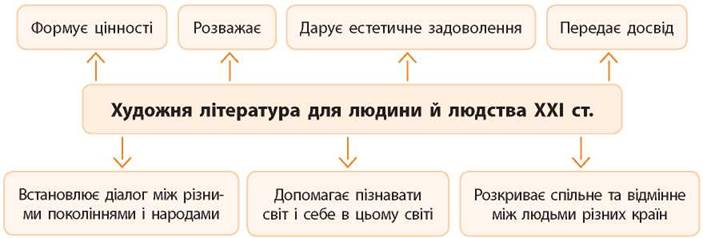 Формує цінності
Розважає
Дарує естетичне задоволення
Передає досвід
Художня література для людини й людства XXI ст.
Встановлює діалог між різни-
ми поколіннями і народами
Допомагає пізнавати
світ і себе в цьому світі
Розкриває спільне та відмінне
між людьми різних країн